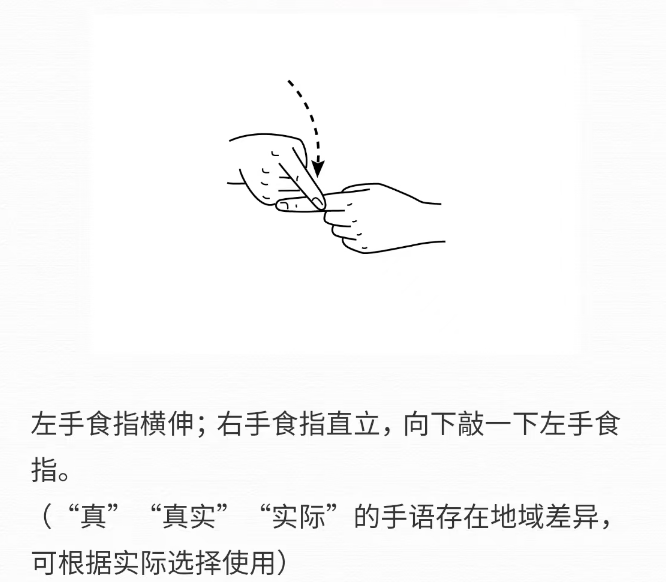 左手食指横伸；右手食指直立，向下敲一下左手食
指。
（“真”“真实”“实际”的手语存在地域差异，
可根据实际选择使用）